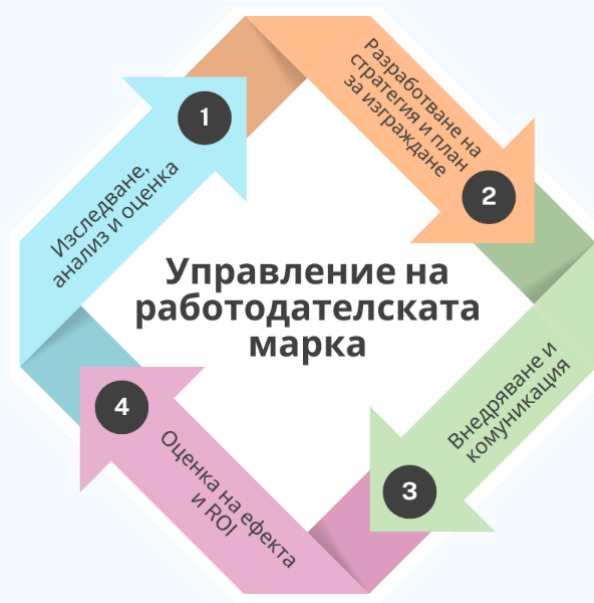 1
Изследване,
анализ и оценка
Разработване на
стратегия и план
за изграждане
2
Управление на
работодателската
марка
Внедряване и
комуникация
3
4
Оценка на ефекта
и ROI